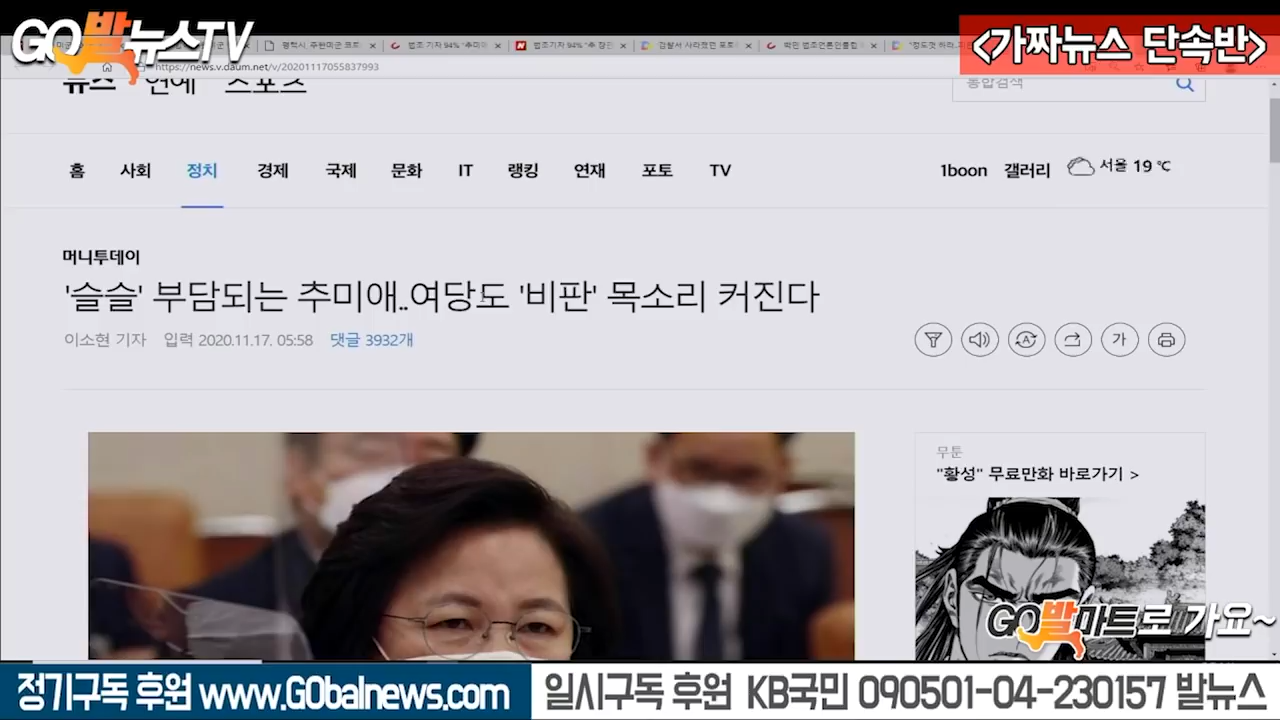 GO발뉴스TV
<가짜뉴스 단속반>
https://news.v.daum.net/v/20201117055837993
뉴스 연예 스포츠
통합검색
홈 사회 정치 경제 국제 문화 IT 랭킹 연재 포토 TV
1boon 갤러리 서울 19 ℃
머니투데이
'슬슬' 부담되는 추미애..여당도 '비판' 목소리 커진다
이소현 기자 입력 2020.11.17. 05:58 댓글 3932개
가
무툰
"황성" 무료만화 바로가기 >
GO발마트로 가요~
정기구독 후원 www.GObalnews.com
일시구독 후원 KB국민 090501-04-230157 발뉴스